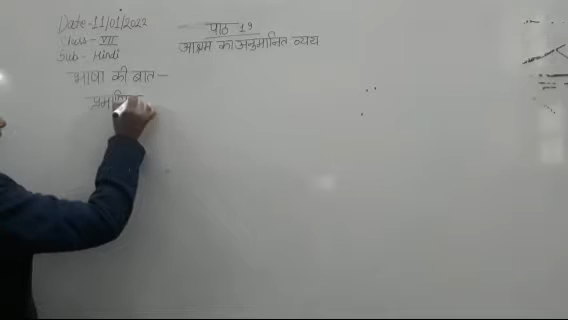 Date-11/01/2022
Class-VII
Sub- Hindi
पाठ 19
आश्रम का अनुमानित व्यय
भाषा की बात-